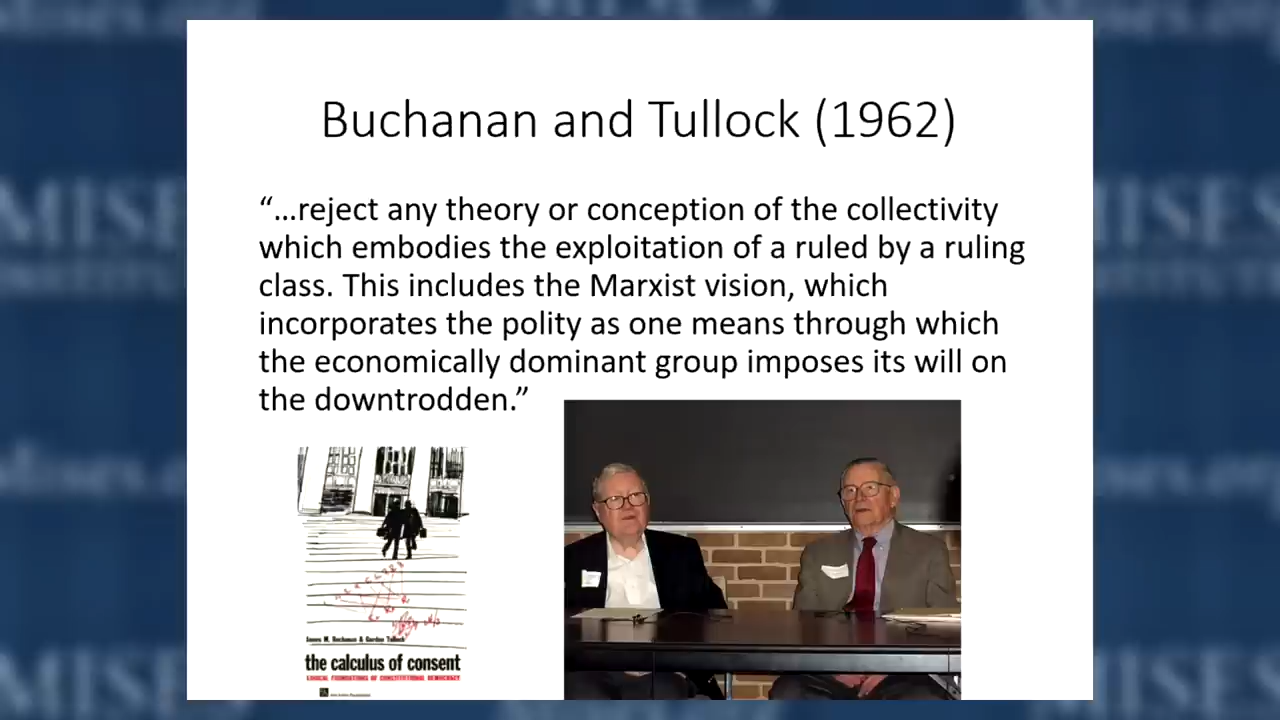 Buchanan and Tullock (1962)
“…reject any theory or conception of the collectivity
which embodies the exploitation of a ruled by a ruling
class. This includes the Marxist vision, which
incorporates the polity as one means through which
the economically dominant group imposes its will on
the downtrodden.”
James M. Buchanan & Gordon Tullock
the calculus of consent
LOGICAL FOUNDATIONS OF CONSTITUTIONAL DEMOCRACY
Mises.org
MISES